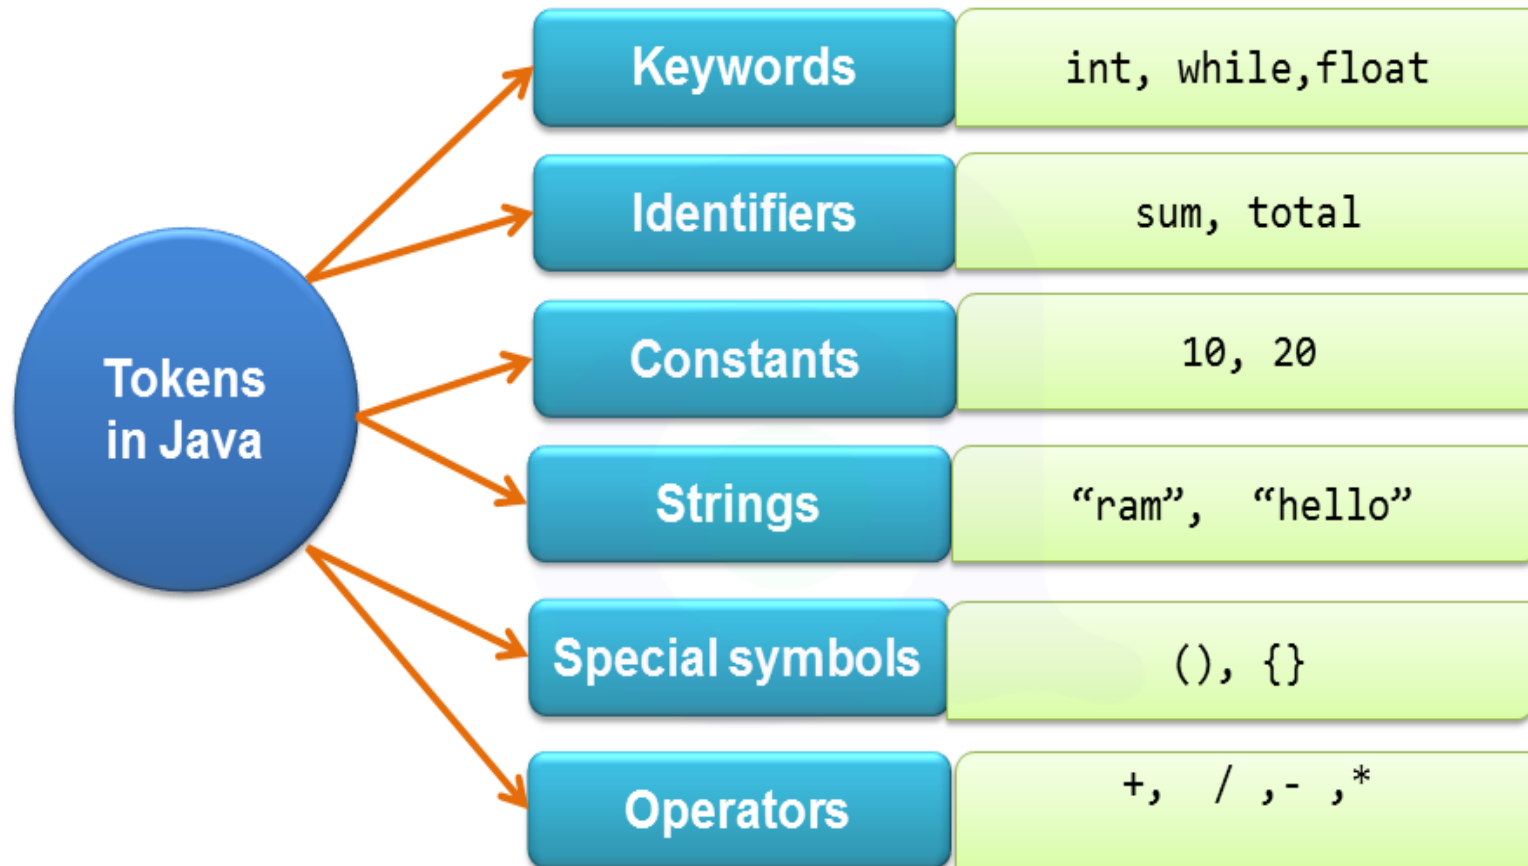 Keywords
int, while,float
Identifiers
sum, total
Tokens
in Java
Constants
10, 20
Strings
“ram”,  “hello”
Special symbols
(), {}
Operators
+,  / ,- ,*